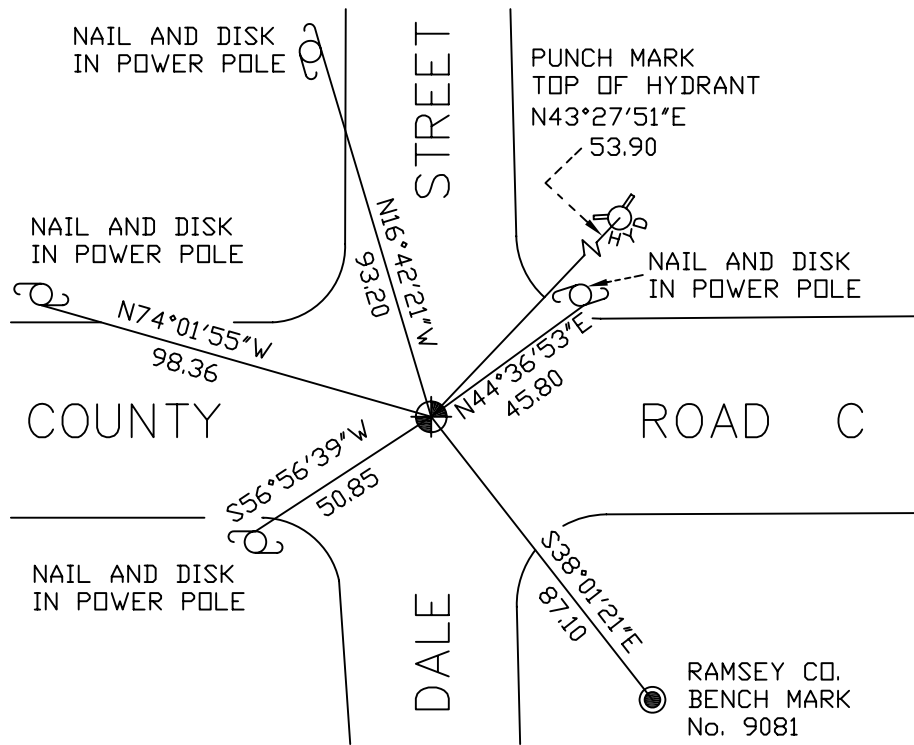 NAIL AND DISK
IN POWER POLE
STREET
PUNCH MARK
TOP OF HYDRANT
N43°27'51"E
53.90
HYD
NAIL AND DISK
IN POWER POLE
N16°42'21"W
93.20
NAIL AND DISK
IN POWER POLE
N74°01'55"W
98.36
N44°36'53"E
45.80
COUNTY
ROAD C
S56°56'39"W
50.85
NAIL AND DISK
IN POWER POLE
S38°01'21"E
87.10
DALE
RAMSEY CO.
BENCH MARK
No. 9081